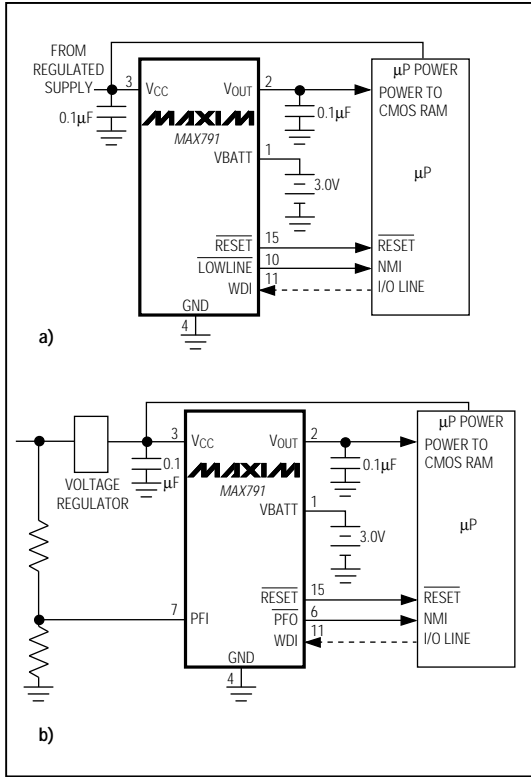 FROM
REGULATED
SUPPLY
3
VCC
0.1μF
MAXIM
MAX791
VOUT
2
0.1μF
VBATT
1
3.0V
RESET
15
LOWLINE
10
WDI
11
GND
4
μP POWER
POWER TO
CMOS RAM
μP
RESET
NMI
I/O LINE
a)
VOLTAGE
REGULATOR
3
VCC
0.1
μF
MAXIM
MAX791
VOUT
2
0.1μF
VBATT
1
3.0V
7
PFI
RESET
15
PFO
6
WDI
11
GND
4
μP POWER
POWER TO
CMOS RAM
μP
RESET
NMI
I/O LINE
b)